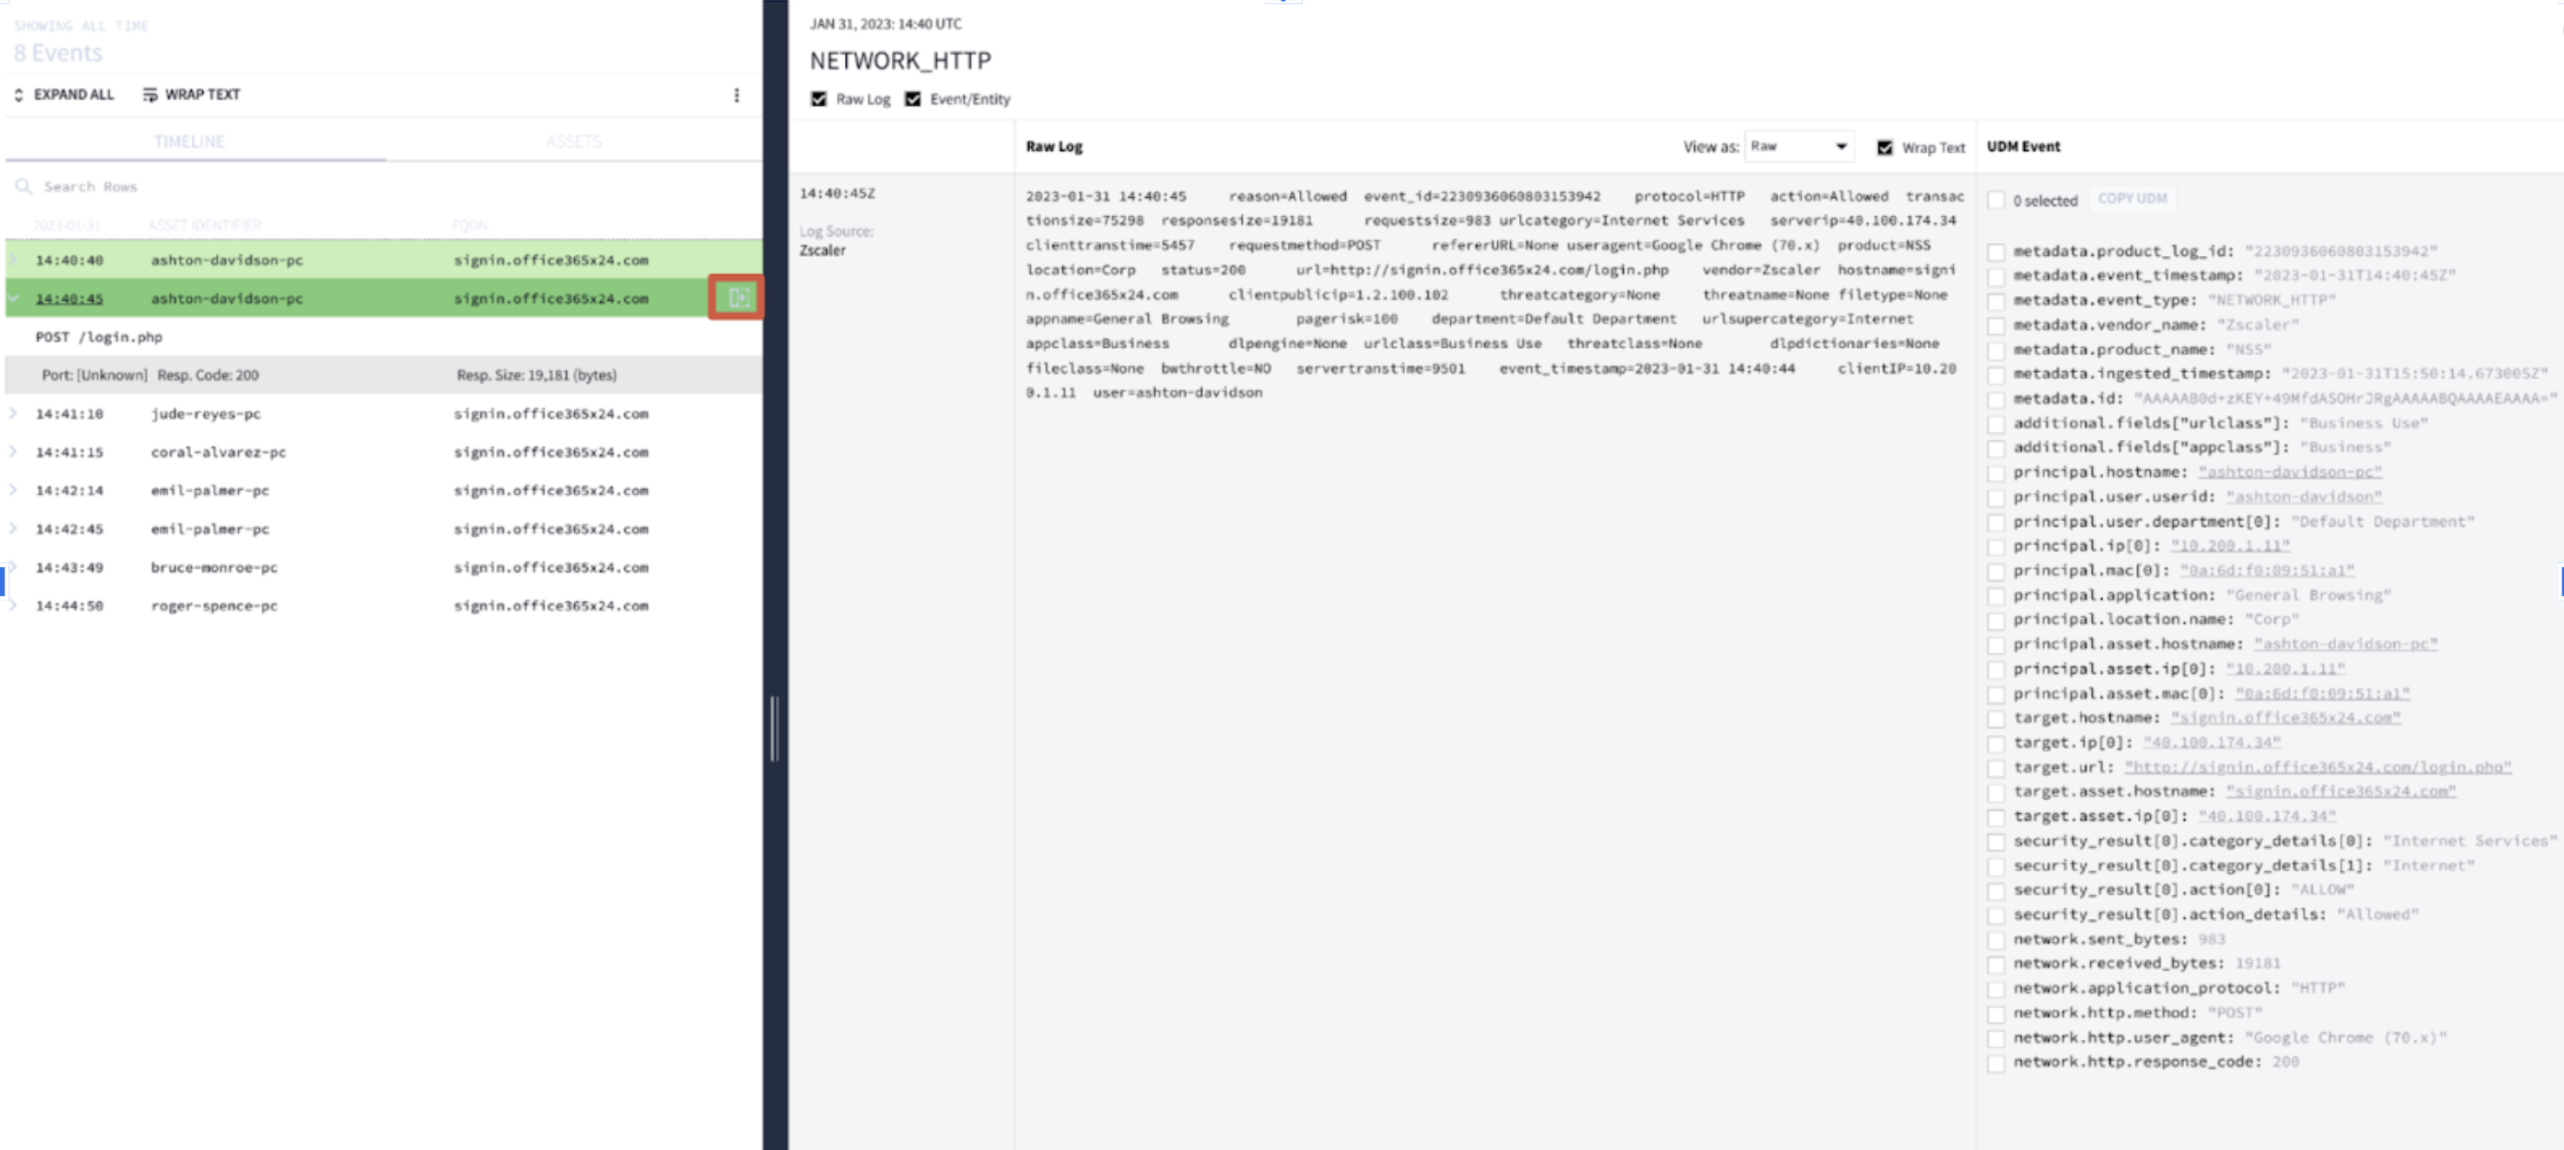 SHOWING ALL TIME
8 Events
EXPAND ALL WRAP TEXT
TIMELINE ASSETS
Search Rows
2023-01-31 ASSET IDENTIFIER FQDN
14:40:40 ashton-davidson-pc signin.office365x24.com
14:40:45 ashton-davidson-pc signin.office365x24.com
POST /login.php
Port: [Unknown] Resp. Code: 200 Resp. Size: 19,181 (bytes)
14:41:10 jude-reyes-pc signin.office365x24.com
14:41:15 coral-alvarez-pc signin.office365x24.com
14:42:14 emil-palmer-pc signin.office365x24.com
14:42:45 emil-palmer-pc signin.office365x24.com
14:43:49 bruce-monroe-pc signin.office365x24.com
14:44:50 roger-spence-pc signin.office365x24.com
JAN 31, 2023: 14:40 UTC
NETWORK_HTTP
Raw Log Event/Entity
Raw Log View as: Raw Wrap Text
14:40:45Z
Log Source:
Zscaler
2023-01-31 14:40:45 reason=Allowed event_id=2230936060803153942 protocol=HTTP action=Allowed transac
tionsize=75298 responsesize=19181 requestsize=983 urlcategory=Internet Services serverip=40.100.174.34
clienttranstime=5457 requestmethod=POST refererURL=None useragent=Google Chrome (70.x) product=NSS
location=Corp status=200 url=http://signin.office365x24.com/login.php vendor=Zscaler hostname=signi
n.office365x24.com clientpublicip=1.2.100.102 threatcategory=None threatname=None filetype=None
appname=General Browsing pagerisk=100 department=Default Department urlsupercategory=Internet
appclass=Business dlpengine=None urlclass=Business Use threatclass=None dlpdictionaries=None
fileclass=None bwthrottle=NO servertranstime=9501 event_timestamp=2023-01-31 14:40:44 clientIP=10.20
0.1.11 user=ashton-davidson
UDM Event
0 selected COPY UDM
metadata.product_log_id: "2230936060803153942"
metadata.event_timestamp: "2023-01-31T14:40:45Z"
metadata.event_type: "NETWORK_HTTP"
metadata.vendor_name: "Zscaler"
metadata.product_name: "NSS"
metadata.ingested_timestamp: "2023-01-31T15:50:14.673005Z"
metadata.id: "AAAAAB0d+zKEY+49MfdASOHrJRgAAAAABQAAAAEAAAA="
additional.fields["urlclass"]: "Business Use"
additional.fields["appclass"]: "Business"
principal.hostname: "ashton-davidson-pc"
principal.user.userid: "ashton-davidson"
principal.user.department[0]: "Default Department"
principal.ip[0]: "10.200.1.11"
principal.mac[0]: "0a:6d:f0:09:51:a1"
principal.application: "General Browsing"
principal.location.name: "Corp"
principal.asset.hostname: "ashton-davidson-pc"
principal.asset.ip[0]: "10.200.1.11"
principal.asset.mac[0]: "0a:6d:f0:09:51:a1"
target.hostname: "signin.office365x24.com"
target.ip[0]: "40.100.174.34"
target.url: "http://signin.office365x24.com/login.php"
target.asset.hostname: "signin.office365x24.com"
target.asset.ip[0]: "40.100.174.34"
security_result[0].category_details[0]: "Internet Services"
security_result[0].category_details[1]: "Internet"
security_result[0].action[0]: "ALLOW"
security_result[0].action_details: "Allowed"
network.sent_bytes: 983
network.received_bytes: 19181
network.application_protocol: "HTTP"
network.http.method: "POST"
network.http.user_agent: "Google Chrome (70.x)"
network.http.response_code: 200